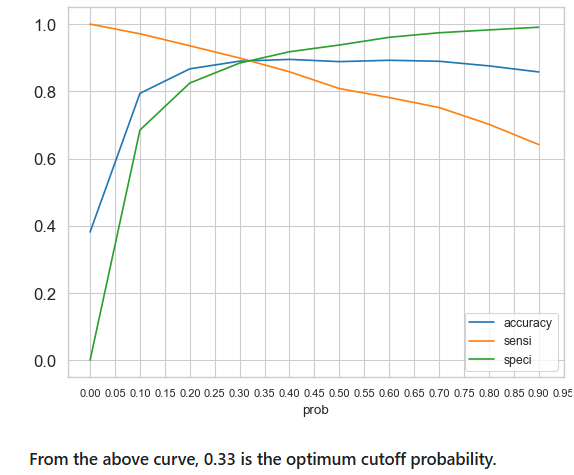 1.0
0.8
0.6
0.4
0.2
0.0
accuracy
sensi
speci
0.00 0.05 0.10 0.15 0.20 0.25 0.30 0.35 0.40 0.45 0.50 0.55 0.60 0.65 0.70 0.75 0.80 0.85 0.90 0.95
prob
From the above curve, 0.33 is the optimum cutoff probability.